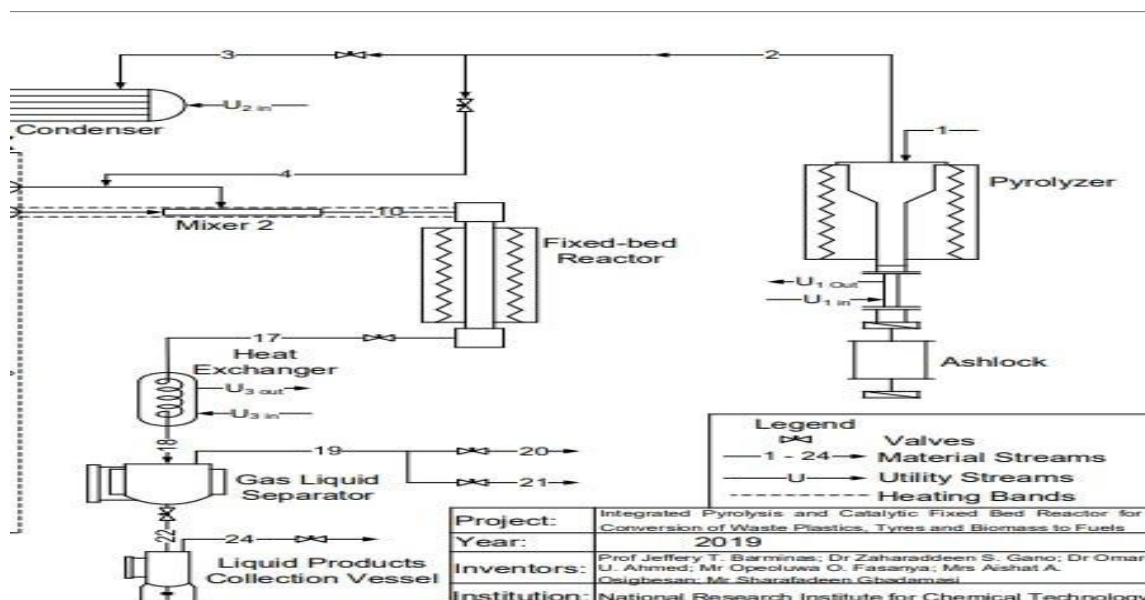 3
2
U2 in
Condenser
1
4
Pyrolyzer
10
Mixer 2
Fixed-bed
Reactor
U1 Out
U1 in
17
Heat
Exchanger
Ashlock
U3 out
U3 in
18
Legend
Valves
1 - 24 Material Streams
U Utility Streams
Heating Bands
19
20
Gas Liquid
Separator
21
22
24
Liquid Products
Collection Vessel
Project: Integrated Pyrolysis and Catalytic Fixed Bed Reactor for
Conversion of Waste Plastics, Tyres and Biomass to Fuels
Year: 2019
Inventors: Prof Jeffery T. Barminas; Dr Zaharaddeen S. Gano; Dr Omar
U. Ahmed; Mr Opeoluwa O. Fasanya; Mrs Aishat A.
Osigbesan; Mr Sharafadeen Gbadamasi
Institution: National Research Institute for Chemical Technology